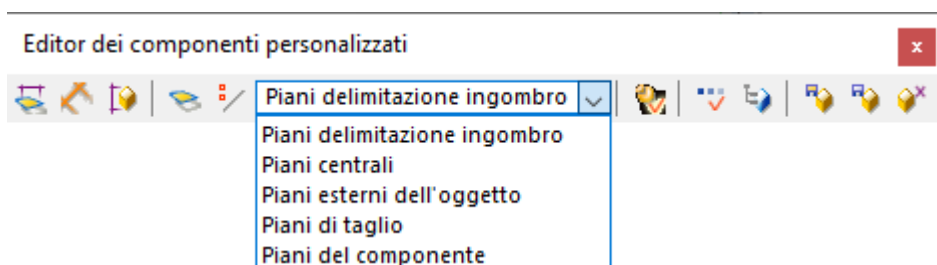 Editor dei componenti personalizzati
Piani delimitazione ingombro
Piani delimitazione ingombro
Piani centrali
Piani esterni dell'oggetto
Piani di taglio
Piani del componente